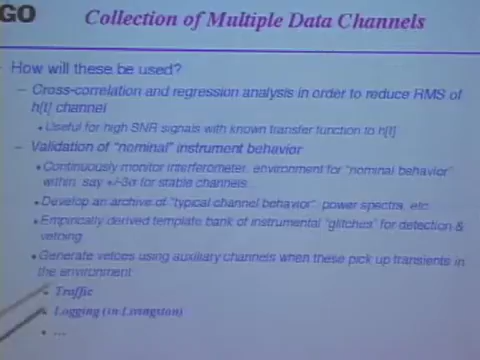 GO
Collection of Multiple Data Channels
How will these be used?
– Cross-correlation and regression analysis in order to reduce RMS of
h[t] channel
• Useful for high SNR signals with known transfer function to h[t]
– Validation of "nominal" instrument behavior
• Continuously monitor interferometer, environment for "nominal behavior"
within, say +/-3σ for stable channels
• Develop an archive of "typical channel behavior": power spectra, etc.
• Empirically derived template bank of instrumental "glitches" for detection &
vetoing
• Generate vetoes using auxiliary channels when these pick up transients in
the environment
• Traffic
• Logging (in Livingston)
• ...